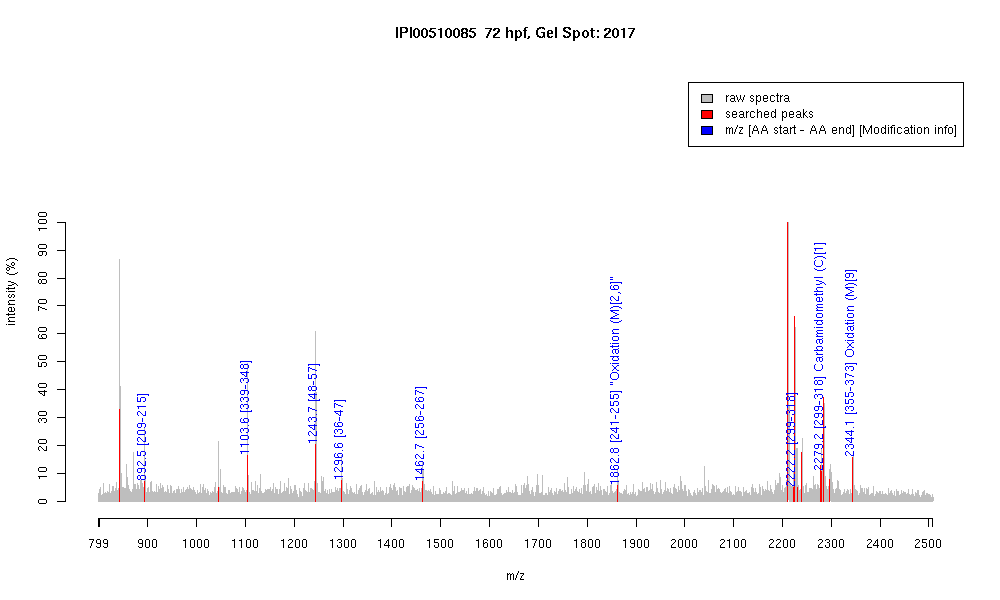 IPI00510085 72 hpf, Gel Spot: 2017
raw spectra
searched peaks
m/z [AA start - AA end] [Modification info]
intensity (%)
100
90
80
70
60
50
40
30
20
10
0
892.5 [209-215]
1103.6 [339-348]
1243.7 [48-57]
1296.6 [36-47]
1462.7 [256-267]
1862.8 [241-255] "Oxidation (M)[2,6]"
2222.2 [299-318]
2279.2 [299-318] Carbamidomethyl (C)[1]
2344.1 [355-373] Oxidation (M)[9]
799 900 1000 1100 1200 1300 1400 1500 1600 1700 1800 1900 2000 2100 2200 2300 2400 2500
m/z